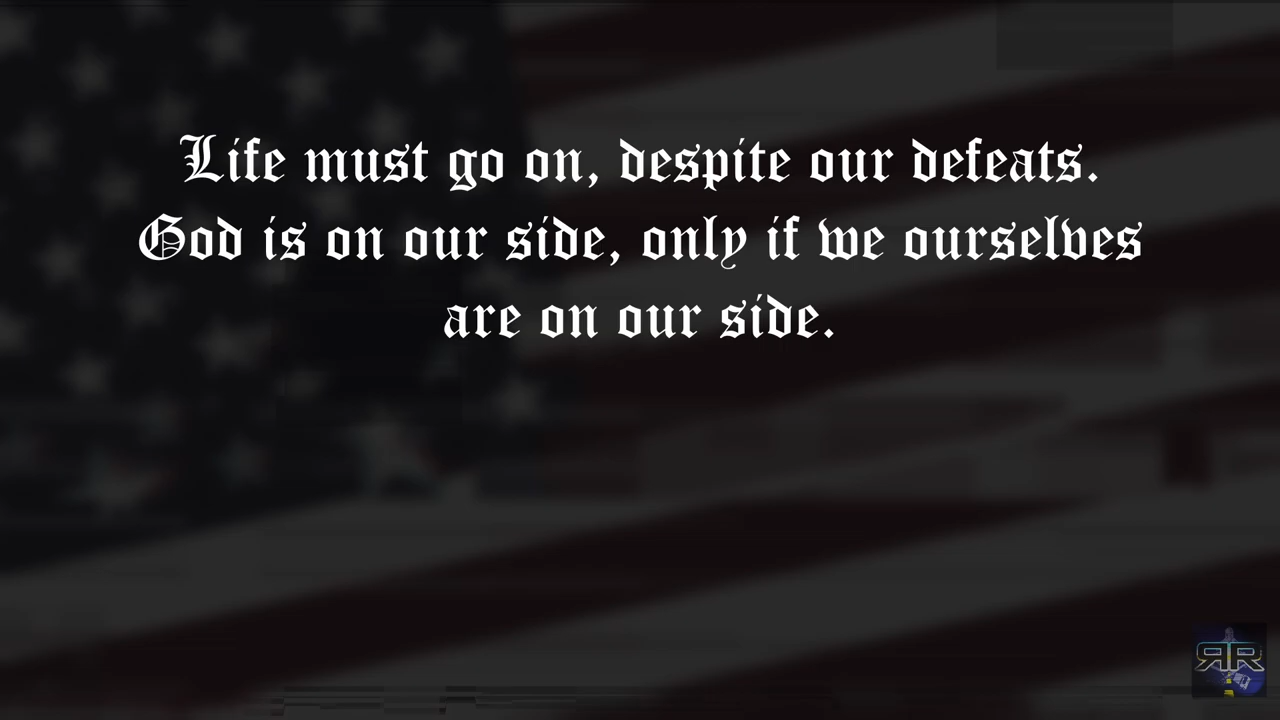 Life must go on, despite our defeats.
God is on our side, only if we ourselves
are on our side.
RR